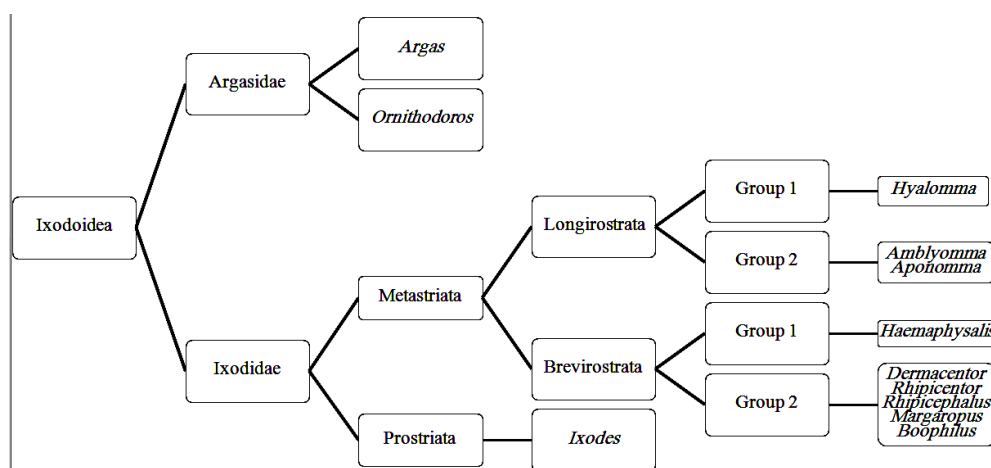 Argas
Argasidae
Ornithodoros
Ixodoidea
Group 1
Hyalomma
Longirostrata
Group 2
Amblyomma
Aponomma
Metastriata
Group 1
Haemaphysalis
Ixodidae
Brevirostrata
Group 2
Dermacentor
Rhipicentor
Rhipicephalus
Margaropus
Boophilus
Prostriata
Ixodes